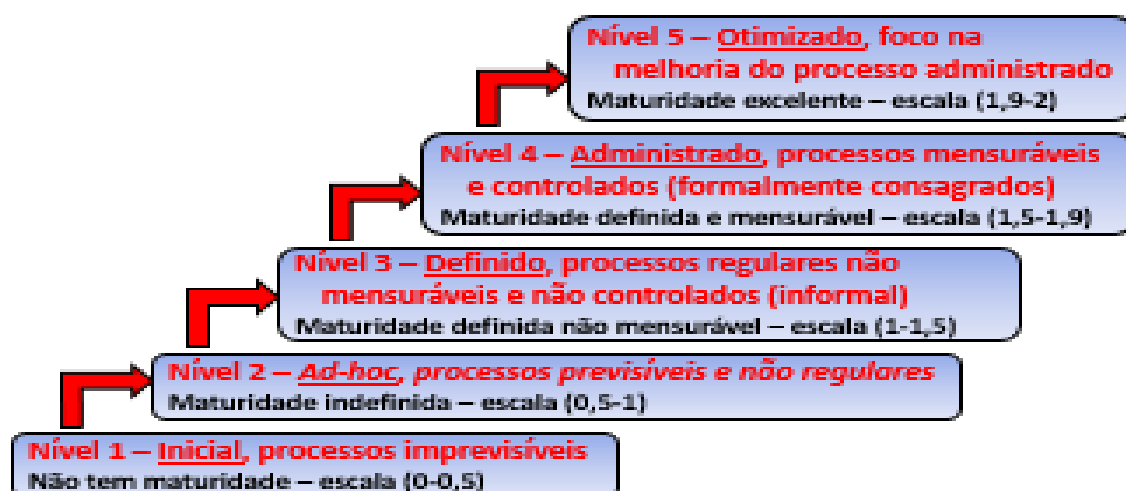 Nível 5 – Otimizado, foco na
melhoria do processo administrado
Maturidade excelente – escala (1,9-2)
Nível 4 – Administrado, processos mensuráveis
e controlados (formalmente consagrados)
Maturidade definida e mensurável – escala (1,5-1,9)
Nível 3 – Definido, processos regulares não
mensuráveis e não controlados (informal)
Maturidade definida não mensurável – escala (1-1,5)
Nível 2 – Ad-hoc, processos previsíveis e não regulares
Maturidade indefinida – escala (0,5-1)
Nível 1 – Inicial, processos imprevisíveis
Não tem maturidade – escala (0-0,5)